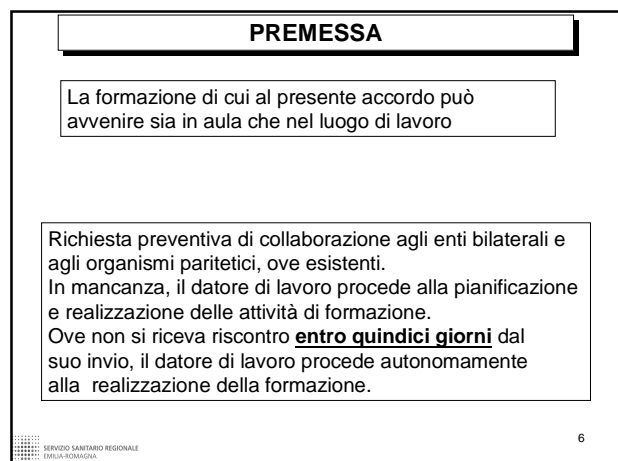 PREMESSA
La formazione di cui al presente accordo può
avvenire sia in aula che nel luogo di lavoro
Richiesta preventiva di collaborazione agli enti bilaterali e
agli organismi paritetici, ove esistenti.
In mancanza, il datore di lavoro procede alla pianificazione
e realizzazione delle attività di formazione.
Ove non si riceva riscontro entro quindici giorni dal
suo invio, il datore di lavoro procede autonomamente
alla realizzazione della formazione.
6
SERVIZIO SANITARIO REGIONALE
EMILIA-ROMAGNA